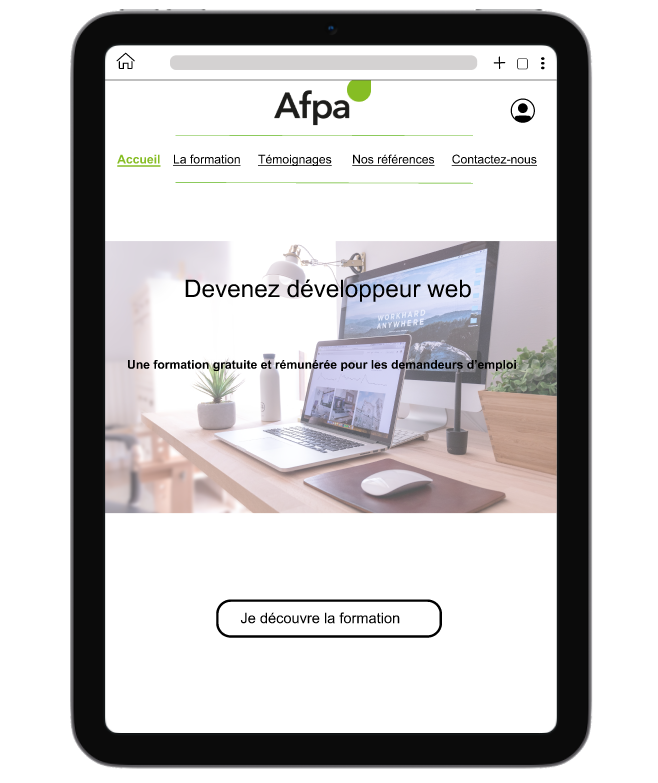 Afpa
Accueil La formation Témoignages Nos références Contactez-nous
Devenez développeur web
WORKHARD
ANYWHERE
Une formation gratuite et rémunérée pour les demandeurs d'emploi
Je découvre la formation